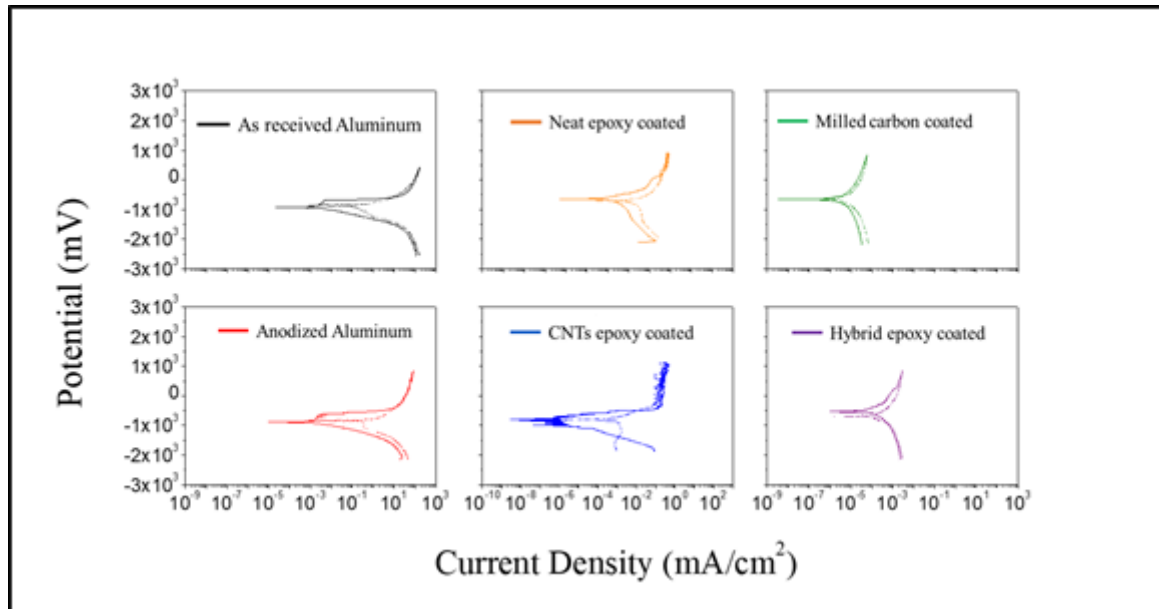 3x10³
2x10³
1x10³
0
-1x10³
-2x10³
-3x10³
As received Aluminum
Neat epoxy coated
Milled carbon coated
3x10³
2x10³
1x10³
0
-1x10³
-2x10³
-3x10³
Anodized Aluminum
CNTs epoxy coated
Hybrid epoxy coated
10⁻⁹ 10⁻⁷ 10⁻⁵ 10⁻³ 10⁻¹ 10¹ 10³
10⁻¹⁰ 10⁻⁸ 10⁻⁶ 10⁻⁴ 10⁻² 10⁰ 10²
10⁻⁹ 10⁻⁷ 10⁻⁵ 10⁻³ 10⁻¹ 10¹ 10³
Potential (mV)
Current Density (mA/cm²)